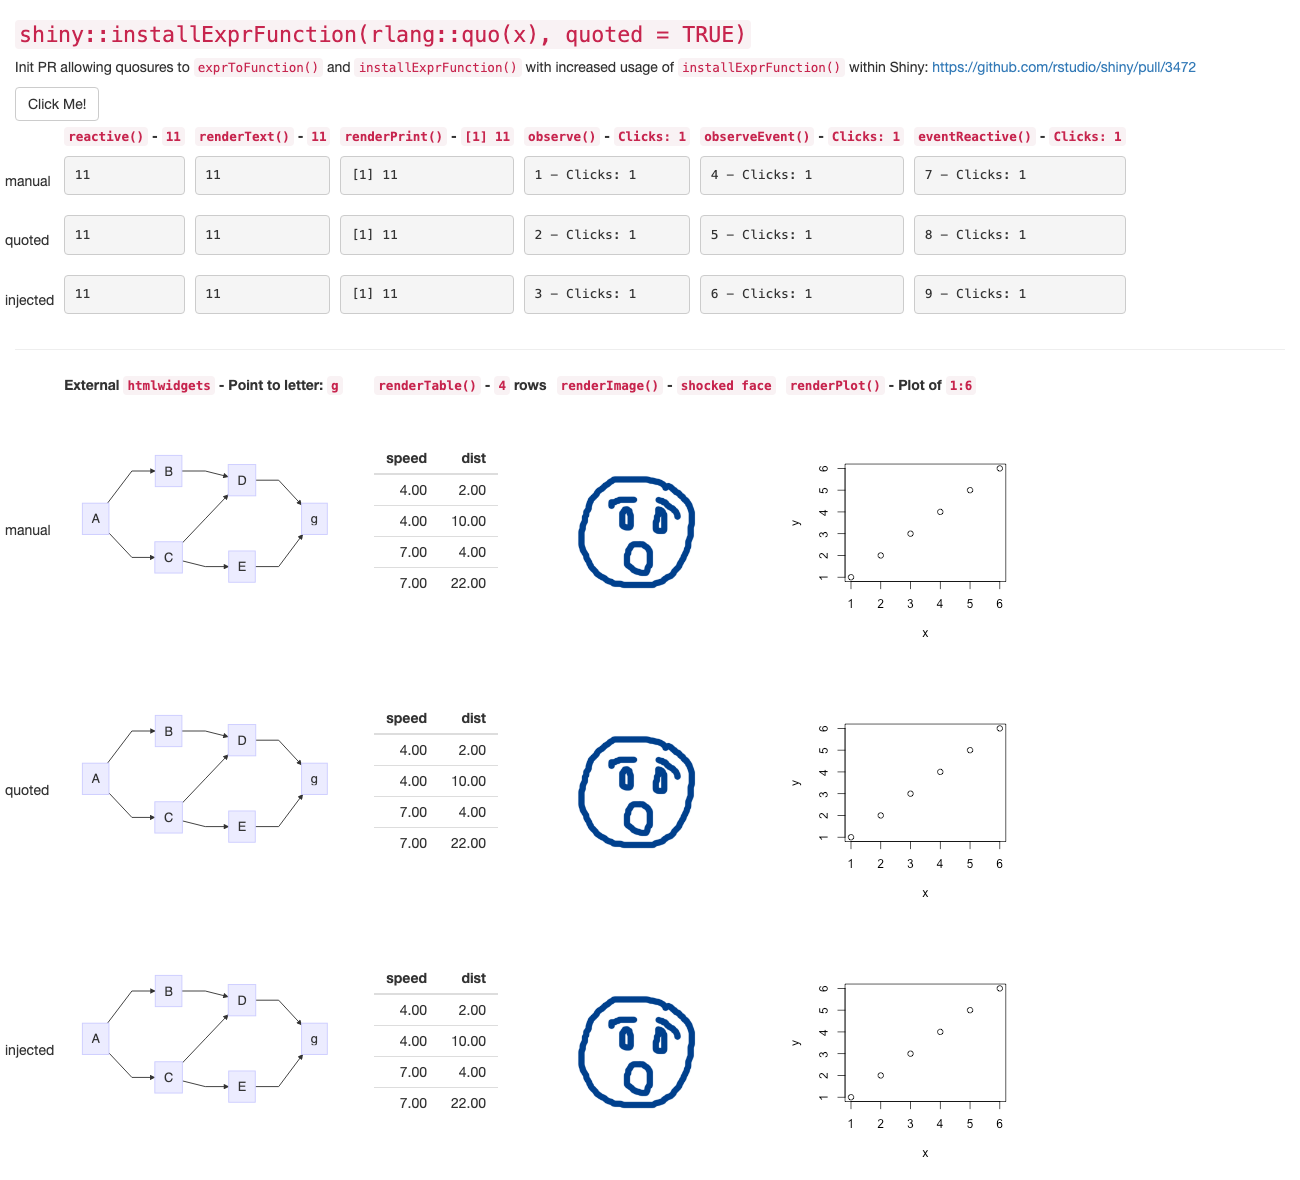 shiny::installExprFunction(rlang::quo(x), quoted = TRUE)
Init PR allowing quosures to exprToFunction() and installExprFunction() with increased usage of installExprFunction() within Shiny: https://github.com/rstudio/shiny/pull/3472
Click Me!
reactive() - 11 renderText() - 11 renderPrint() - [1] 11 observe() - Clicks: 1 observeEvent() - Clicks: 1 eventReactive() - Clicks: 1
manual 11 11 [1] 11 1 – Clicks: 1 4 – Clicks: 1 7 – Clicks: 1
quoted 11 11 [1] 11 2 – Clicks: 1 5 – Clicks: 1 8 – Clicks: 1
injected 11 11 [1] 11 3 – Clicks: 1 6 – Clicks: 1 9 – Clicks: 1
External htmlwidgets - Point to letter: g renderTable() - 4 rows renderImage() - shocked face renderPlot() - Plot of 1:6
manual
A
B
C
D
E
g
speed dist
4.00 2.00
4.00 10.00
7.00 4.00
7.00 22.00
y
6
5
4
3
2
1
1 2 3 4 5 6
x
quoted
A
B
C
D
E
g
speed dist
4.00 2.00
4.00 10.00
7.00 4.00
7.00 22.00
y
6
5
4
3
2
1
1 2 3 4 5 6
x
injected
A
B
C
D
E
g
speed dist
4.00 2.00
4.00 10.00
7.00 4.00
7.00 22.00
y
6
5
4
3
2
1
1 2 3 4 5 6
x